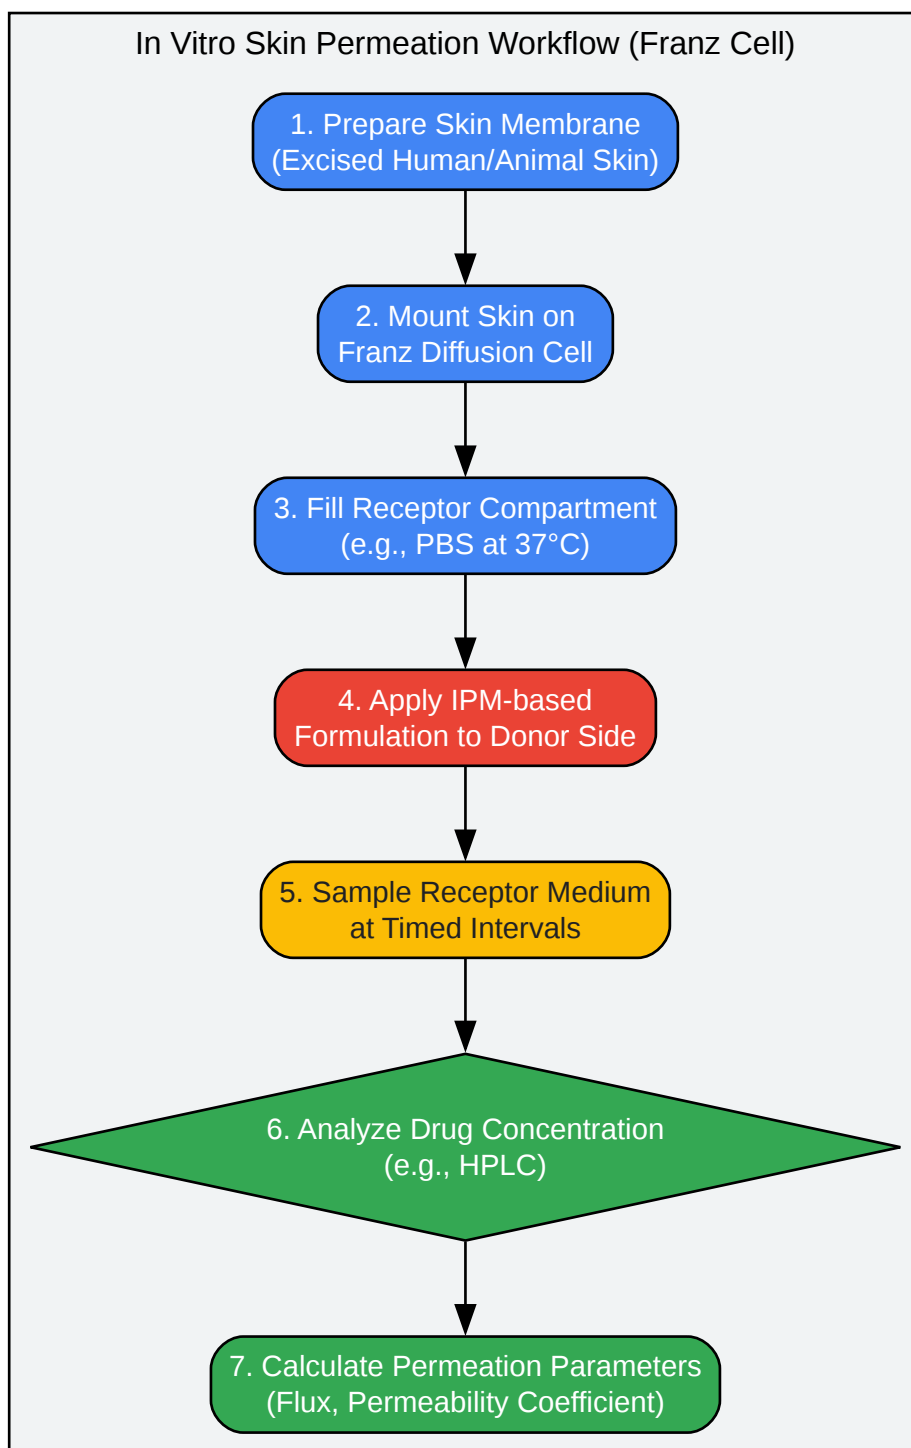 In Vitro Skin Permeation Workflow (Franz Cell)
1. Prepare Skin Membrane
(Excised Human/Animal Skin)
2. Mount Skin on
Franz Diffusion Cell
3. Fill Receptor Compartment
(e.g., PBS at 37°C)
4. Apply IPM-based
Formulation to Donor Side
5. Sample Receptor Medium
at Timed Intervals
6. Analyze Drug Concentration
(e.g., HPLC)
7. Calculate Permeation Parameters
(Flux, Permeability Coefficient)